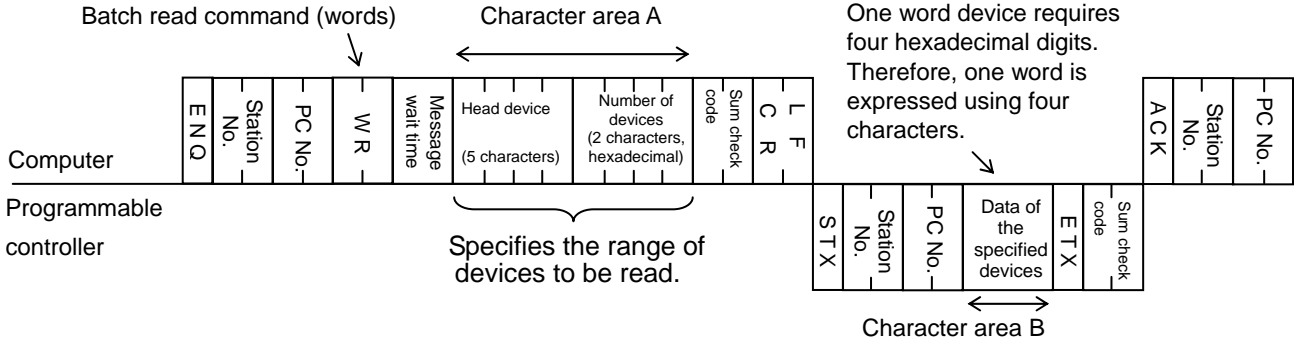 Batch read command (words)
Character area A
One word device requires
four hexadecimal digits.
Therefore, one word is
expressed using four
characters.
E N Q
Station
No.
PC No.
W R
Message
wait time
Head device
(5 characters)
Number of
devices
(2 characters,
hexadecimal)
Sum check
code
L F
C R
A C K
Station
No.
PC No.
Computer
Programmable
controller
Specifies the range of
devices to be read.
S T X
Station
No.
PC No.
Data of
the
specified
devices
E T X
Sum check
code
Character area B